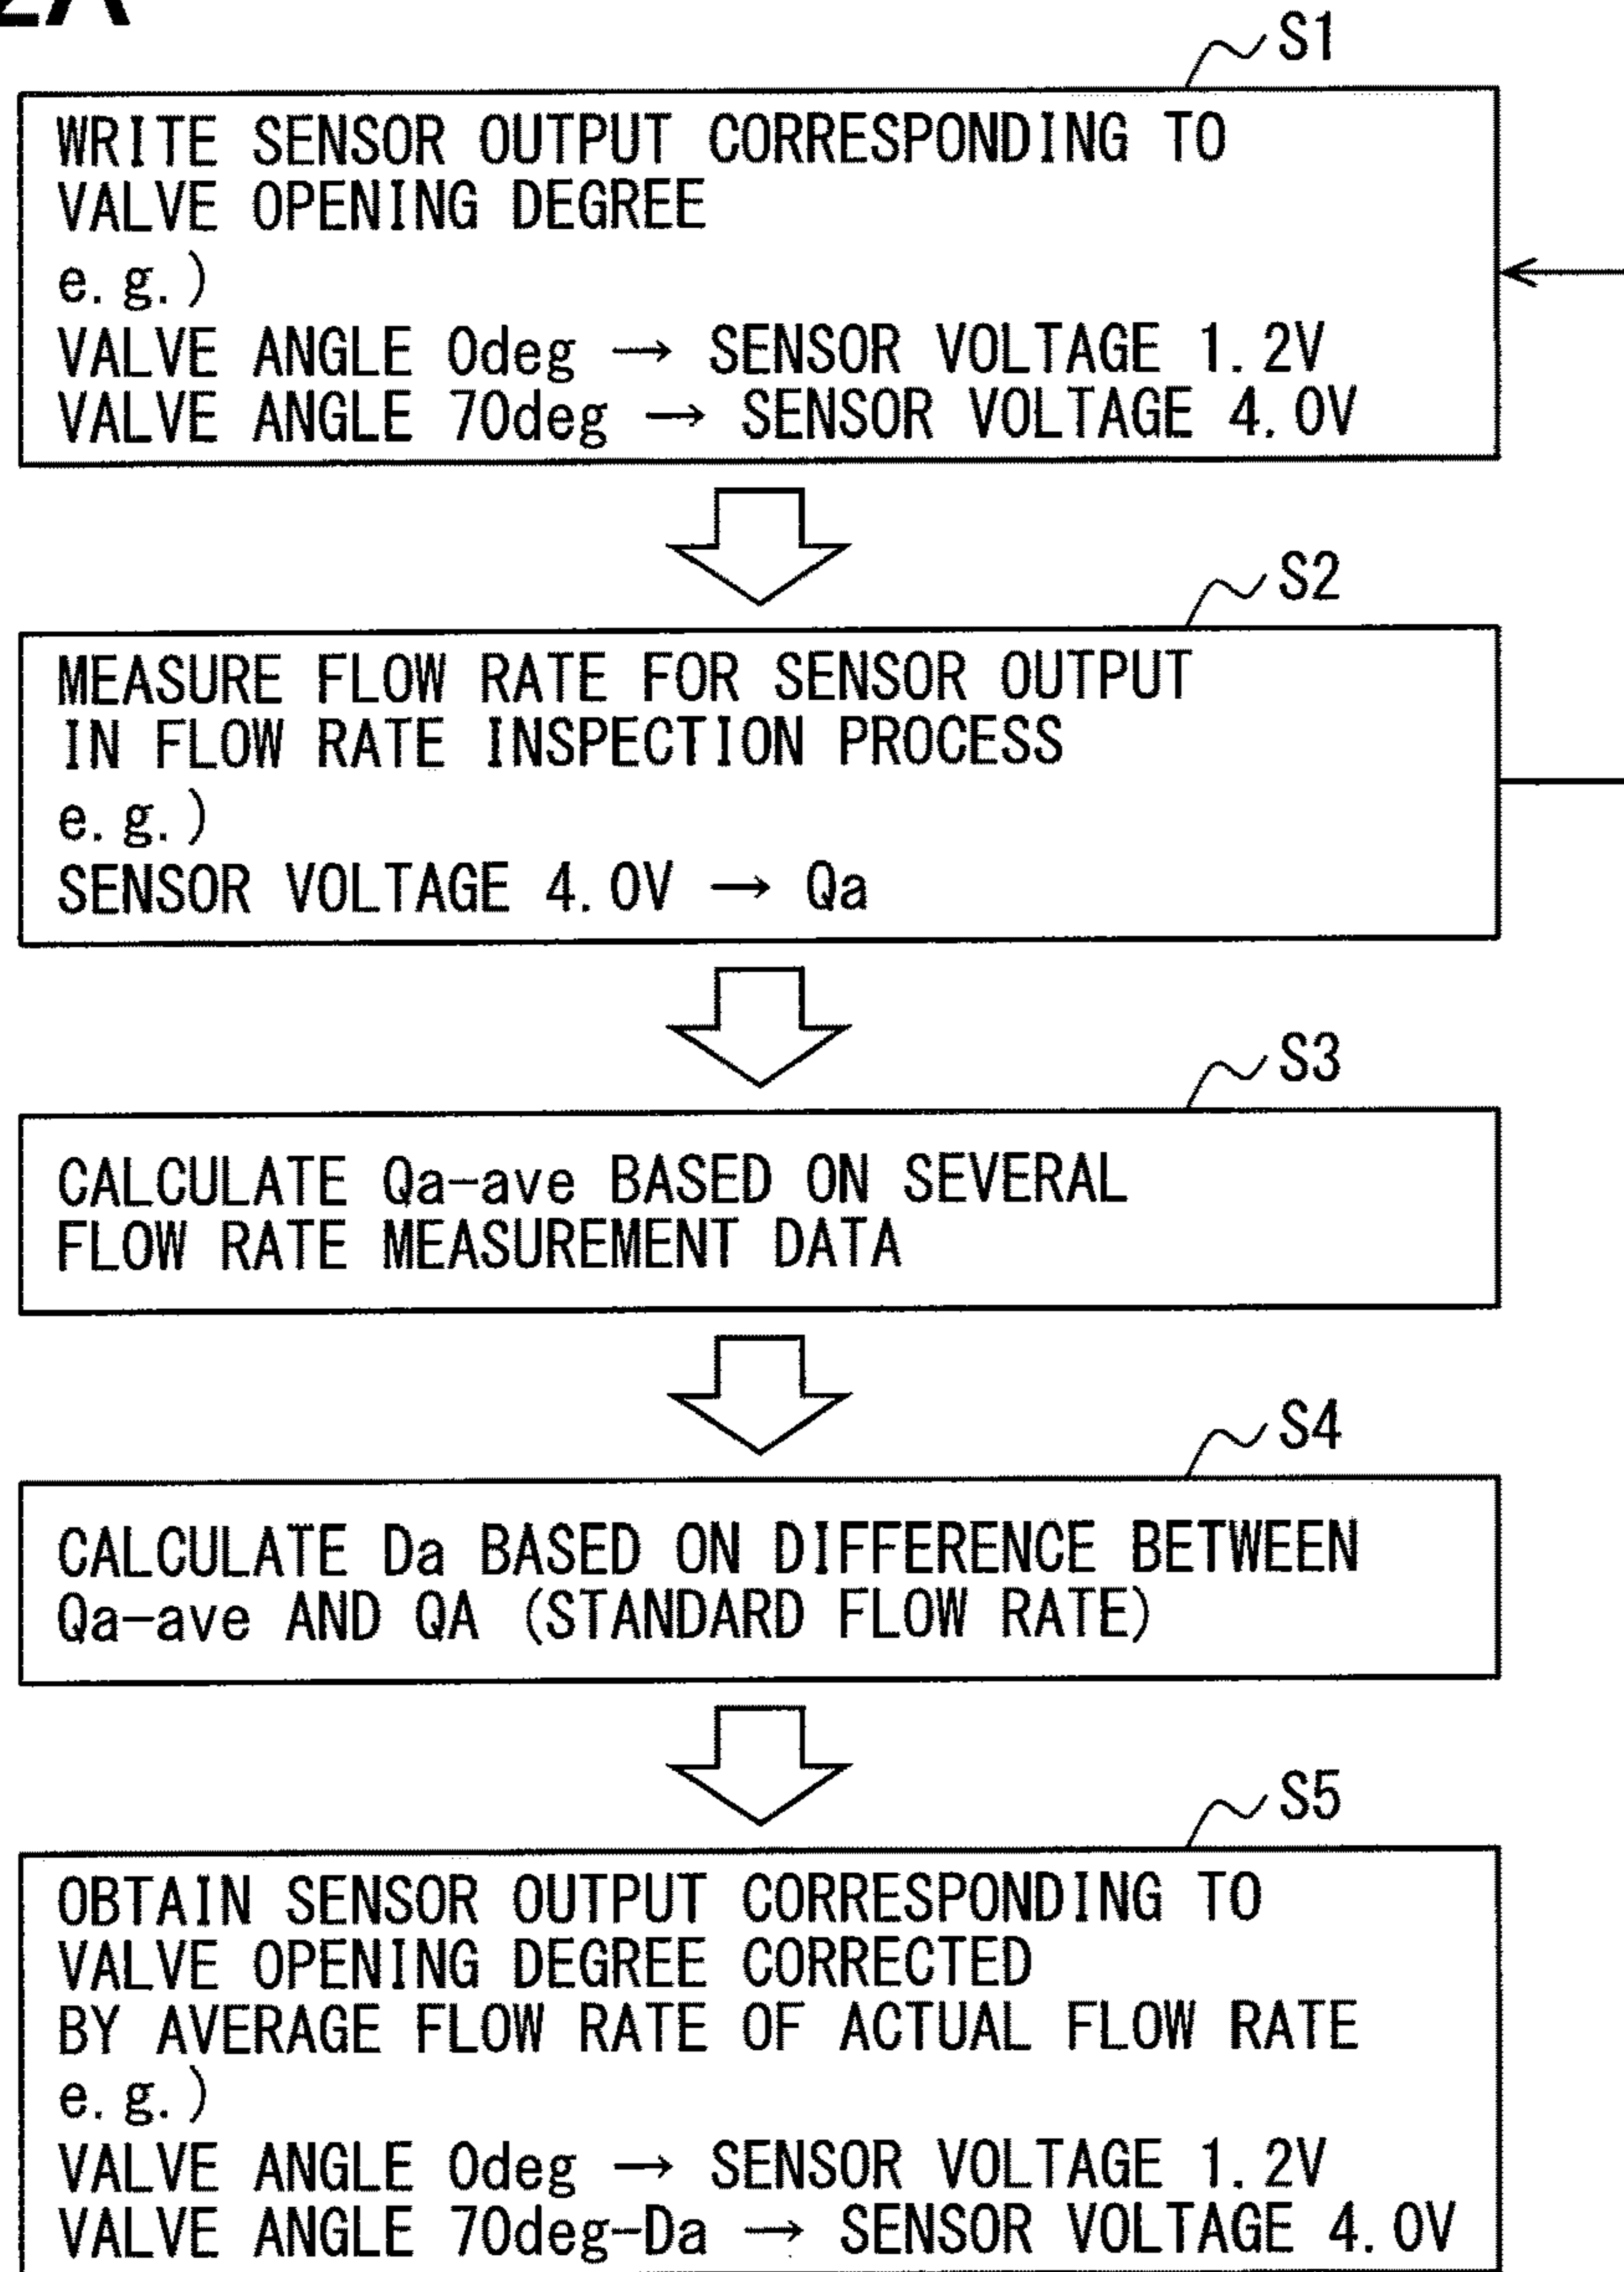 2A
S1
WRITE SENSOR OUTPUT CORRESPONDING TO
VALVE OPENING DEGREE
e.g.)
VALVE ANGLE 0deg → SENSOR VOLTAGE 1.2V
VALVE ANGLE 70deg → SENSOR VOLTAGE 4.0V
S2
MEASURE FLOW RATE FOR SENSOR OUTPUT
IN FLOW RATE INSPECTION PROCESS
e.g.)
SENSOR VOLTAGE 4.0V → Qa
S3
CALCULATE Qa-ave BASED ON SEVERAL
FLOW RATE MEASUREMENT DATA
S4
CALCULATE Da BASED ON DIFFERENCE BETWEEN
Qa-ave AND QA (STANDARD FLOW RATE)
S5
OBTAIN SENSOR OUTPUT CORRESPONDING TO
VALVE OPENING DEGREE CORRECTED
BY AVERAGE FLOW RATE OF ACTUAL FLOW RATE
e.g.)
VALVE ANGLE 0deg → SENSOR VOLTAGE 1.2V
VALVE ANGLE 70deg-Da → SENSOR VOLTAGE 4.0V